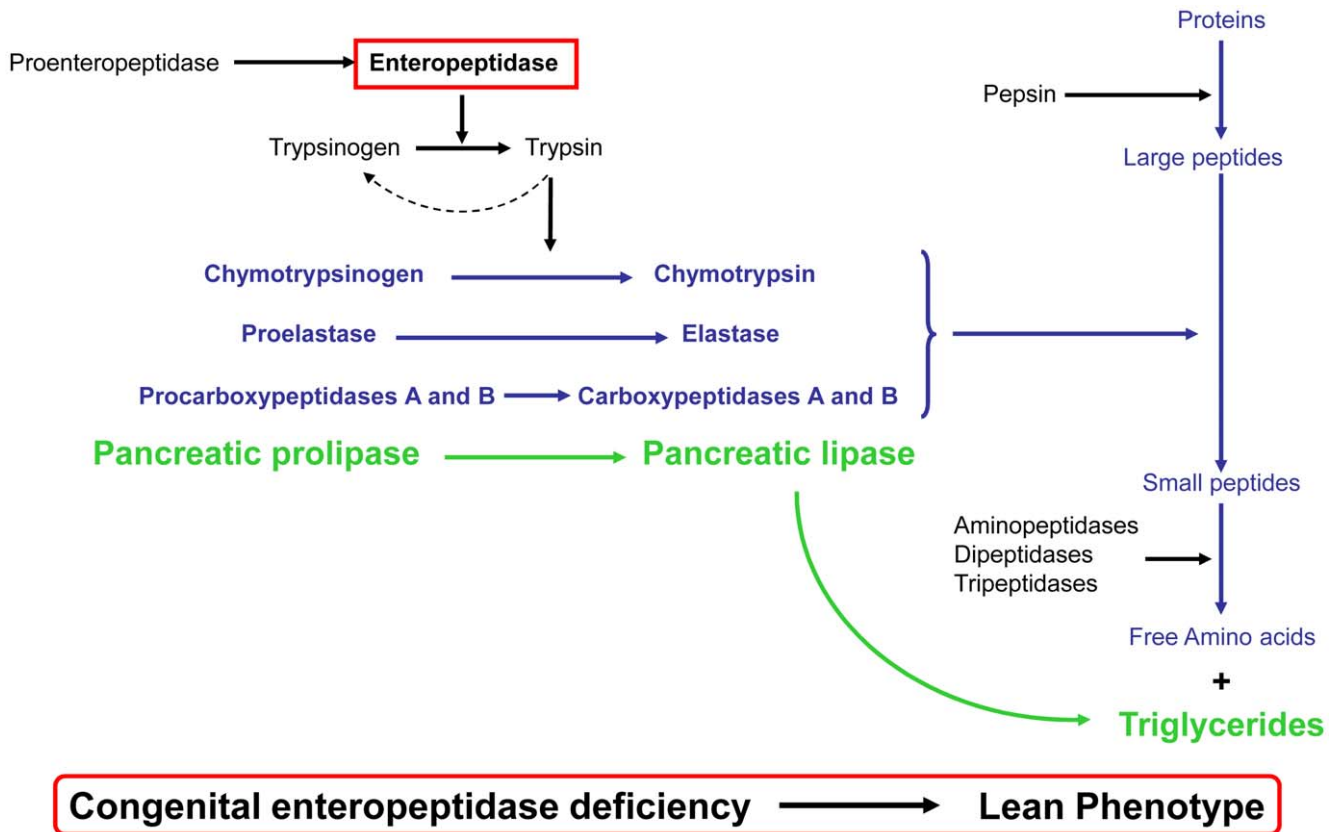 Proteins
Proenteropeptidase
Enteropeptidase
Pepsin
Trypsinogen
Trypsin
Large peptides
Chymotrypsinogen
Chymotrypsin
Proelastase
Elastase
Procarboxypeptidases A and B
Carboxypeptidases A and B
Pancreatic prolipase
Pancreatic lipase
Small peptides
Aminopeptidases
Dipeptidases
Tripeptidases
Free Amino acids
+
Triglycerides
Congenital enteropeptidase deficiency
Lean Phenotype